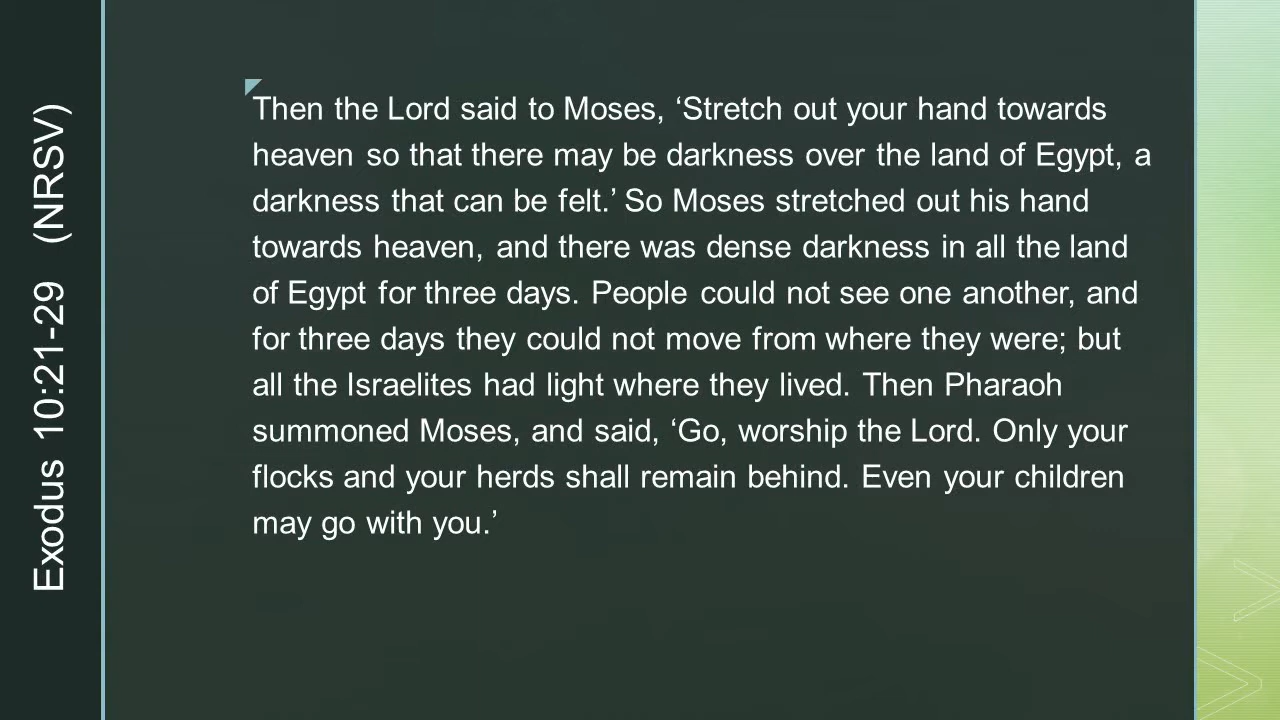 Exodus 10:21-29 (NRSV)
Then the Lord said to Moses, ‘Stretch out your hand towards
heaven so that there may be darkness over the land of Egypt, a
darkness that can be felt.’ So Moses stretched out his hand
towards heaven, and there was dense darkness in all the land
of Egypt for three days. People could not see one another, and
for three days they could not move from where they were; but
all the Israelites had light where they lived. Then Pharaoh
summoned Moses, and said, ‘Go, worship the Lord. Only your
flocks and your herds shall remain behind. Even your children
may go with you.’